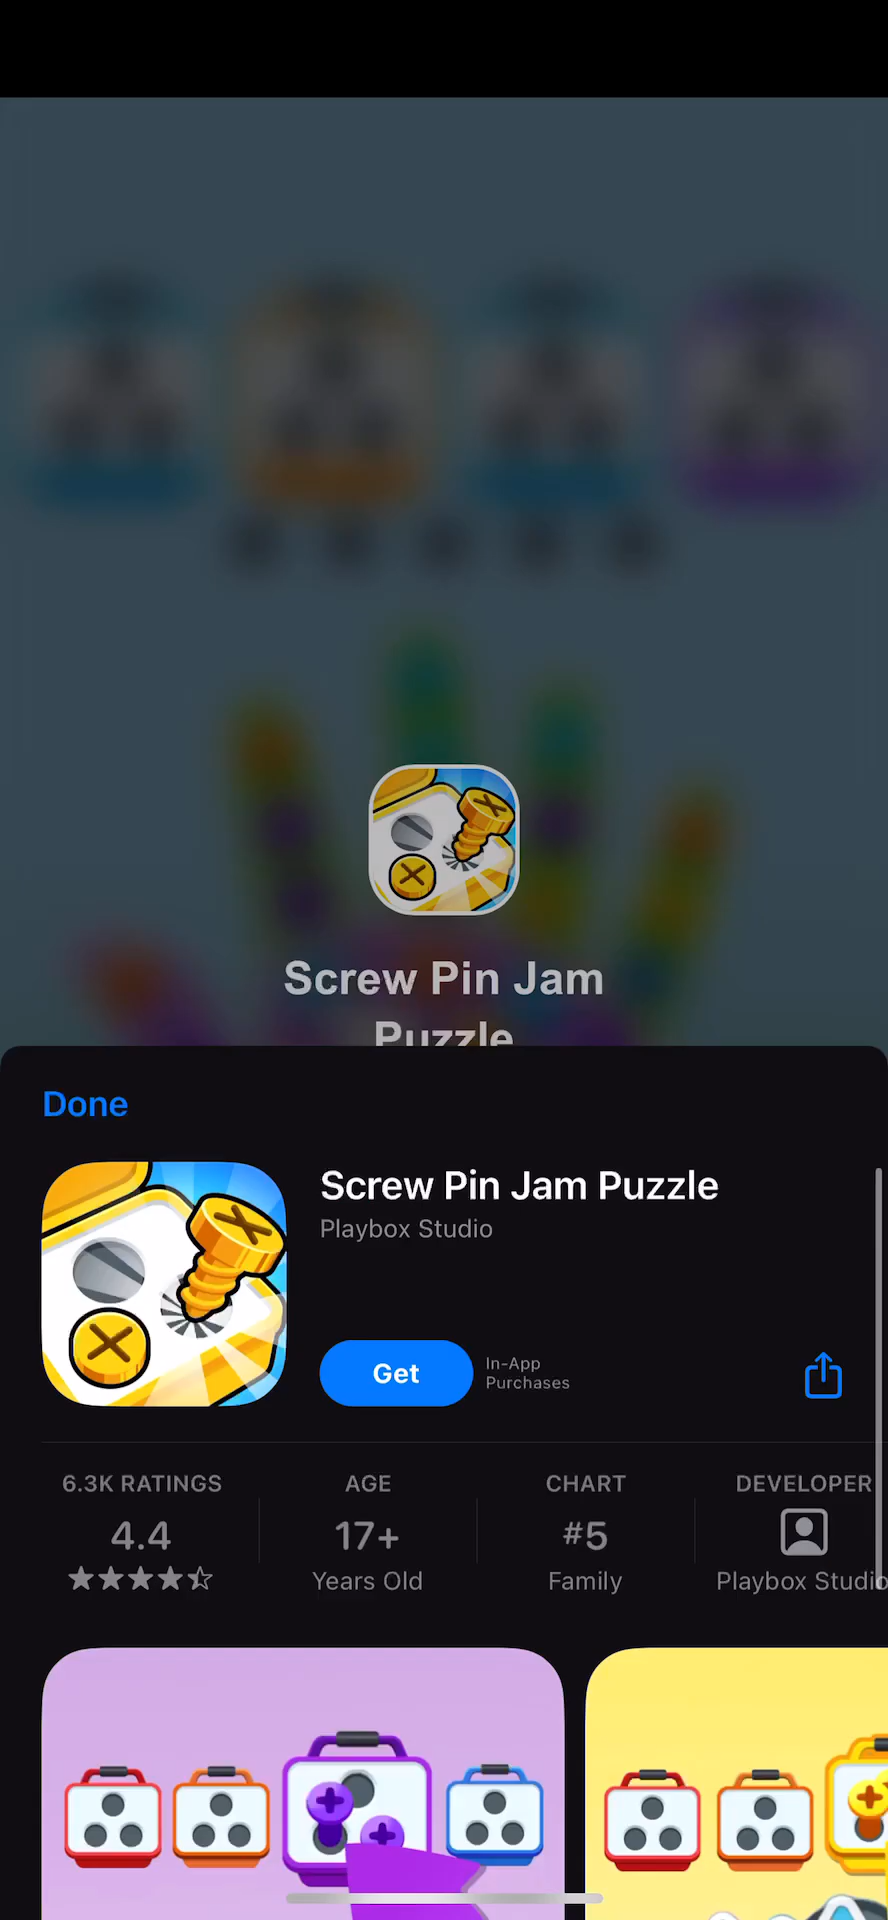 Screw Pin Jam
Puzzle
Done
Screw Pin Jam Puzzle
Playbox Studio
Get
In-App
Purchases
6.3K RATINGS
AGE
CHART
DEVELOPER
4.4
17+
#5
Years Old
Family
Playbox Studio